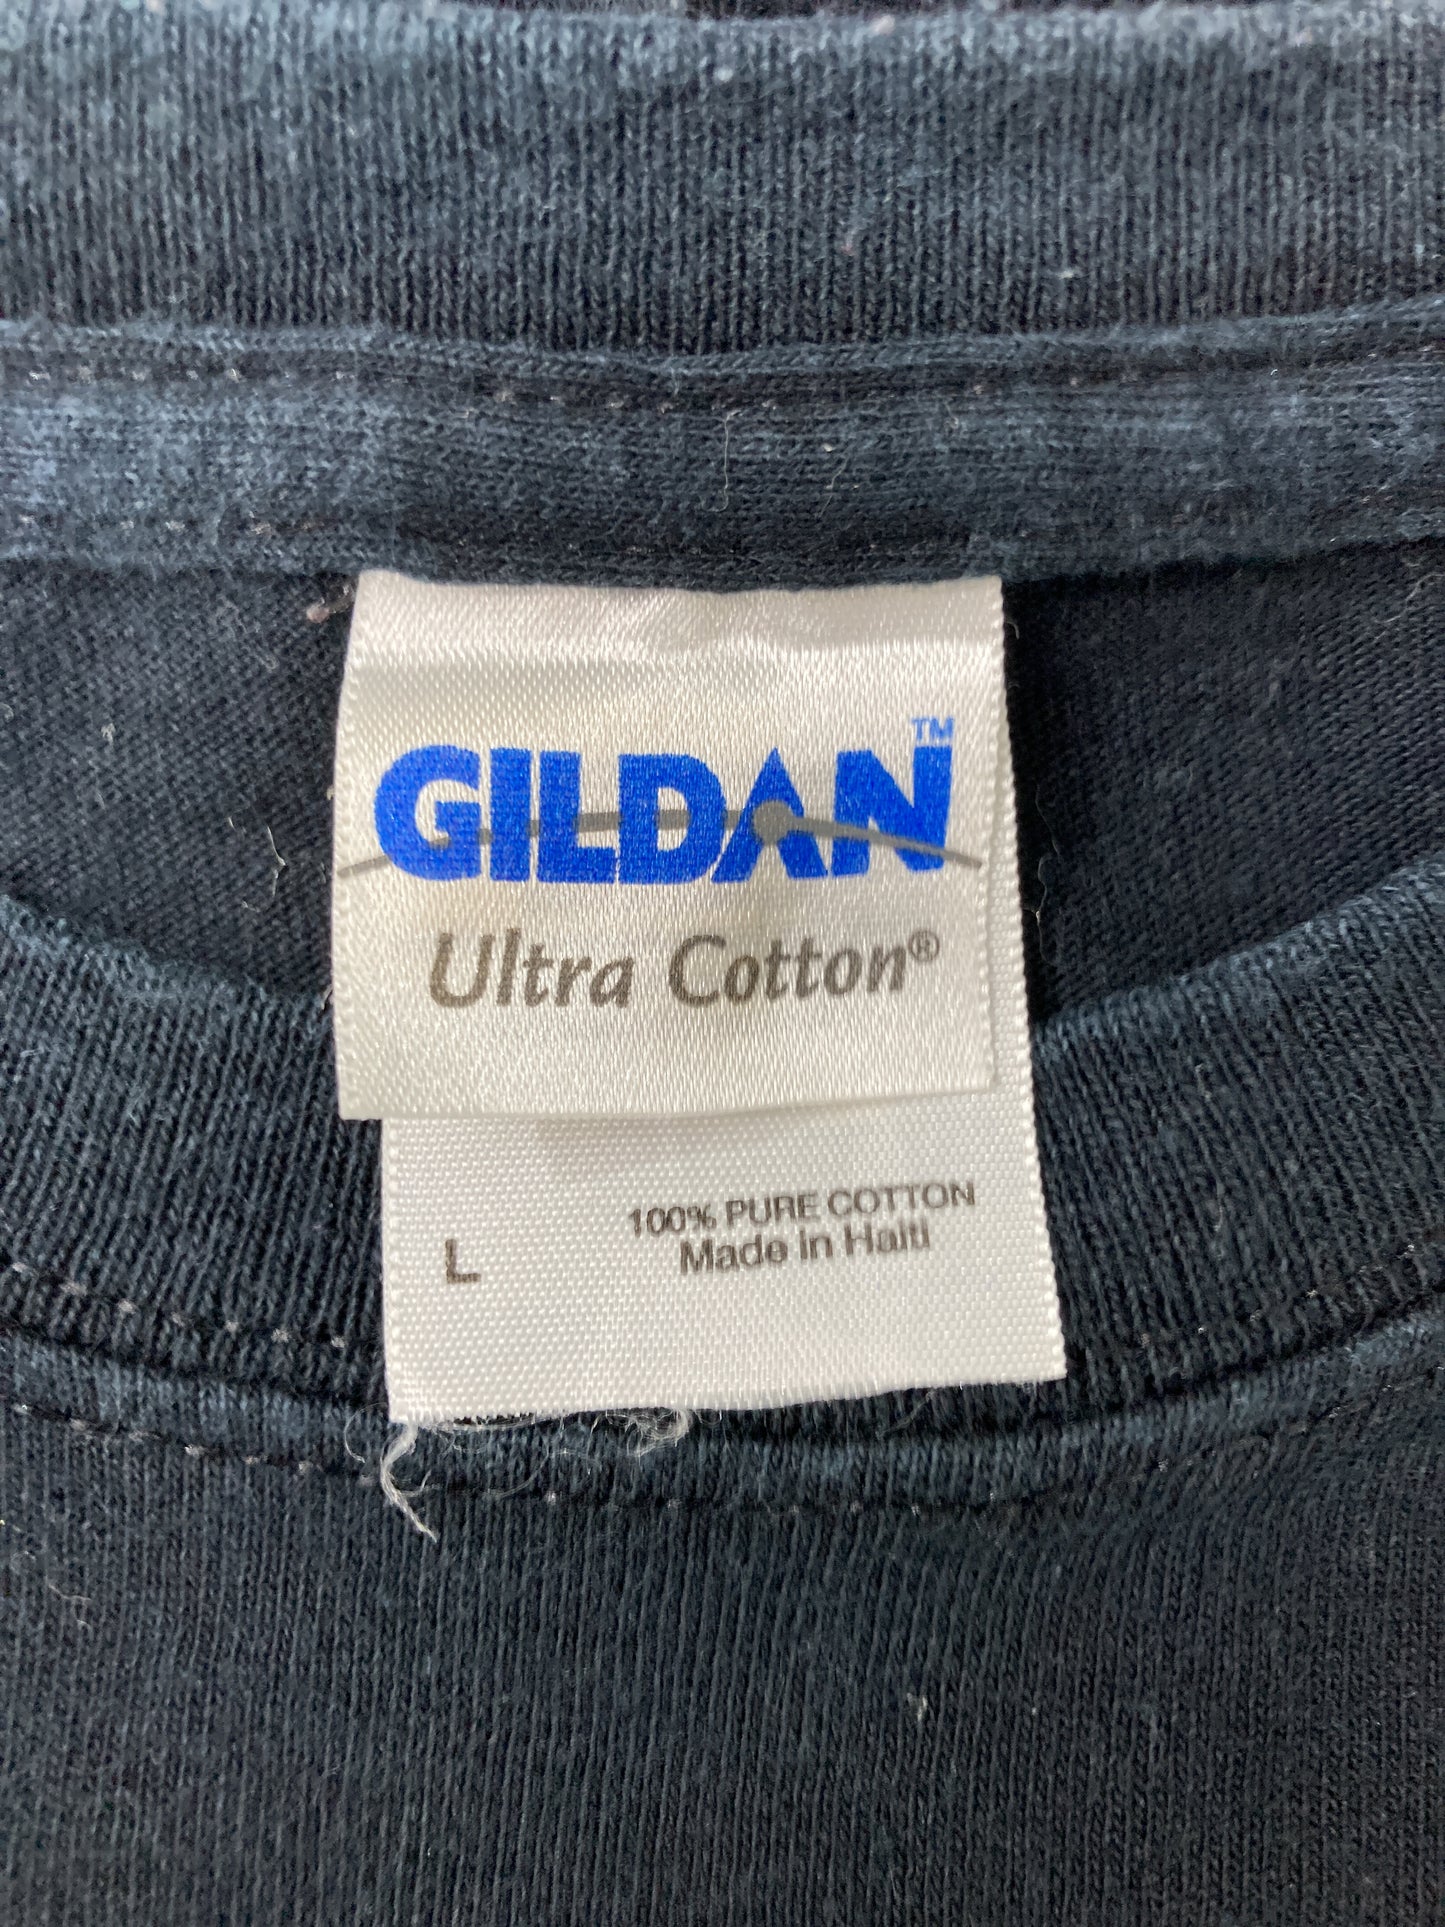 GILDAN™
Ultra Cotton®
100% PURE COTTON
L Made in Haiti